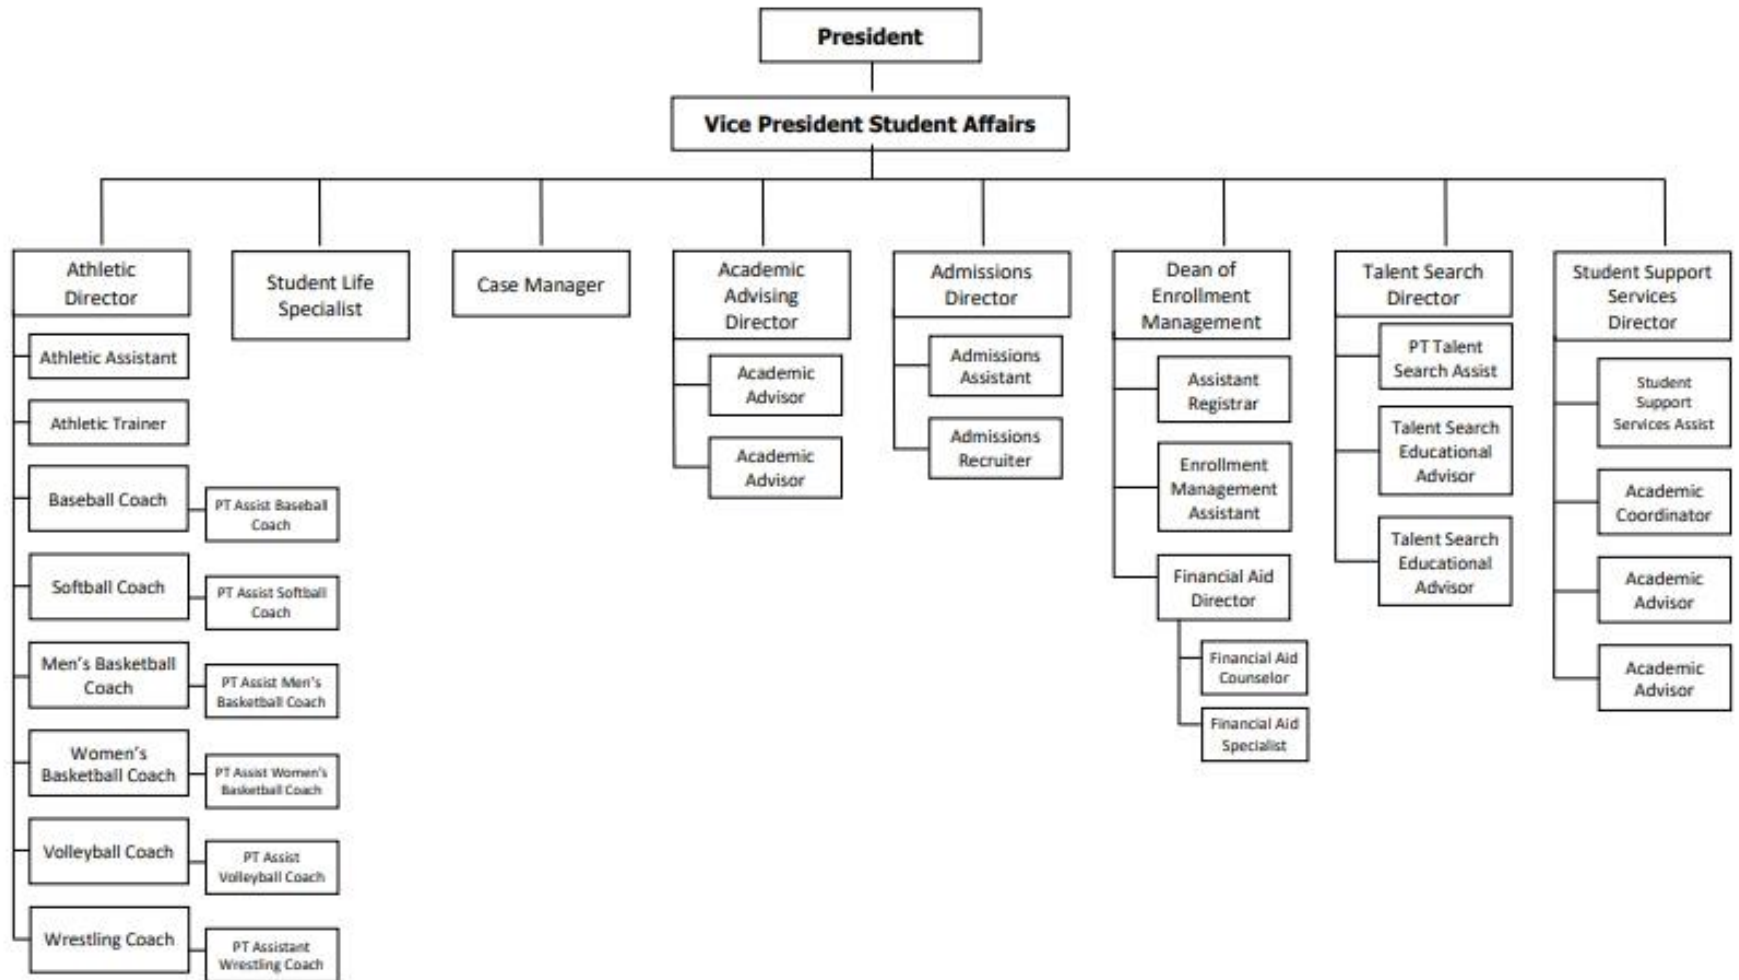 President
Vice President Student Affairs
Athletic
Director
Athletic Assistant
Athletic Trainer
Baseball Coach
PT Assist Baseball
Coach
Softball Coach
PT Assist Softball
Coach
Men's Basketball
Coach
PT Assist Men's
Basketball Coach
Women's
Basketball Coach
PT Assist Women's
Basketball Coach
Volleyball Coach
PT Assist
Volleyball Coach
Wrestling Coach
PT Assistant
Wrestling Coach
Student Life
Specialist
Case Manager
Academic
Advising
Director
Academic
Advisor
Academic
Advisor
Admissions
Director
Admissions
Assistant
Admissions
Recruiter
Dean of
Enrollment
Management
Assistant
Registrar
Enrollment
Management
Assistant
Financial Aid
Director
Financial Aid
Counselor
Financial Aid
Specialist
Talent Search
Director
PT Talent
Search Assist
Talent Search
Educational
Advisor
Talent Search
Educational
Advisor
Student Support
Services
Director
Student
Support
Services Assist
Academic
Coordinator
Academic
Advisor
Academic
Advisor